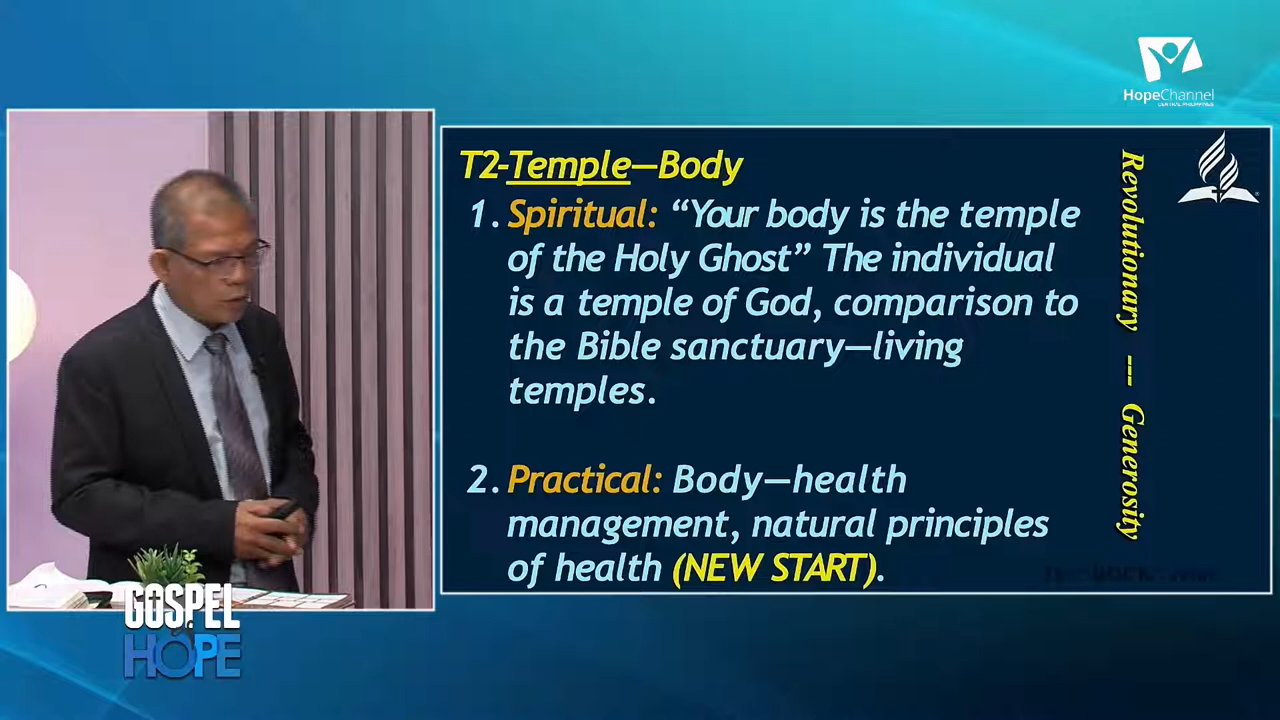 HopeChannel
CENTRAL PHILIPPINES
T2-Temple—Body
1. Spiritual: “Your body is the temple
of the Holy Ghost” The individual
is a temple of God, comparison to
the Bible sanctuary—living
temples.
2. Practical: Body—health
management, natural principles
of health (NEW START).
Revolutionary --- Generosity
GOSPEL
HOPE